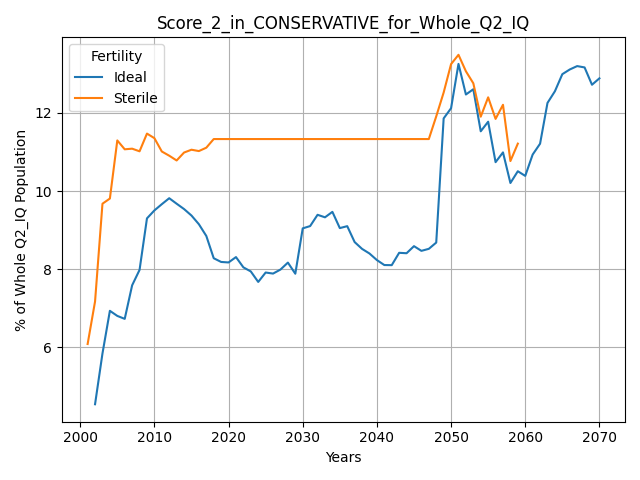 Score_2_in_CONSERVATIVE_for_Whole_Q2_IQ
Fertility
Ideal
Sterile
% of Whole Q2_IQ Population
12
10
8
6
2000 2010 2020 2030 2040 2050 2060 2070
Years